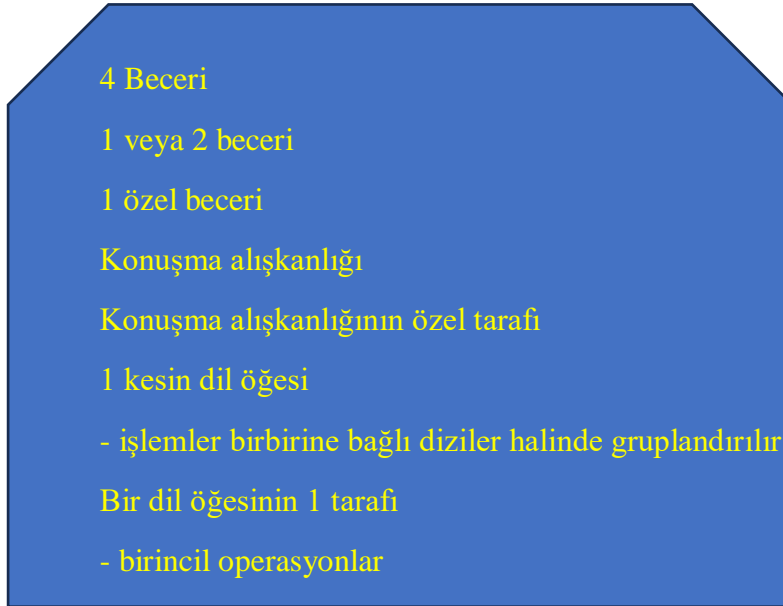 4 Beceri
1 veya 2 beceri
1 özel beceri
Konuşma alışkanlığı
Konuşma alışkanlığının özel tarafı
1 kesin dil öğesi
- işlemler birbirine bağlı diziler halinde gruplandırılır
Bir dil öğesinin 1 tarafı
- birincil operasyonlar